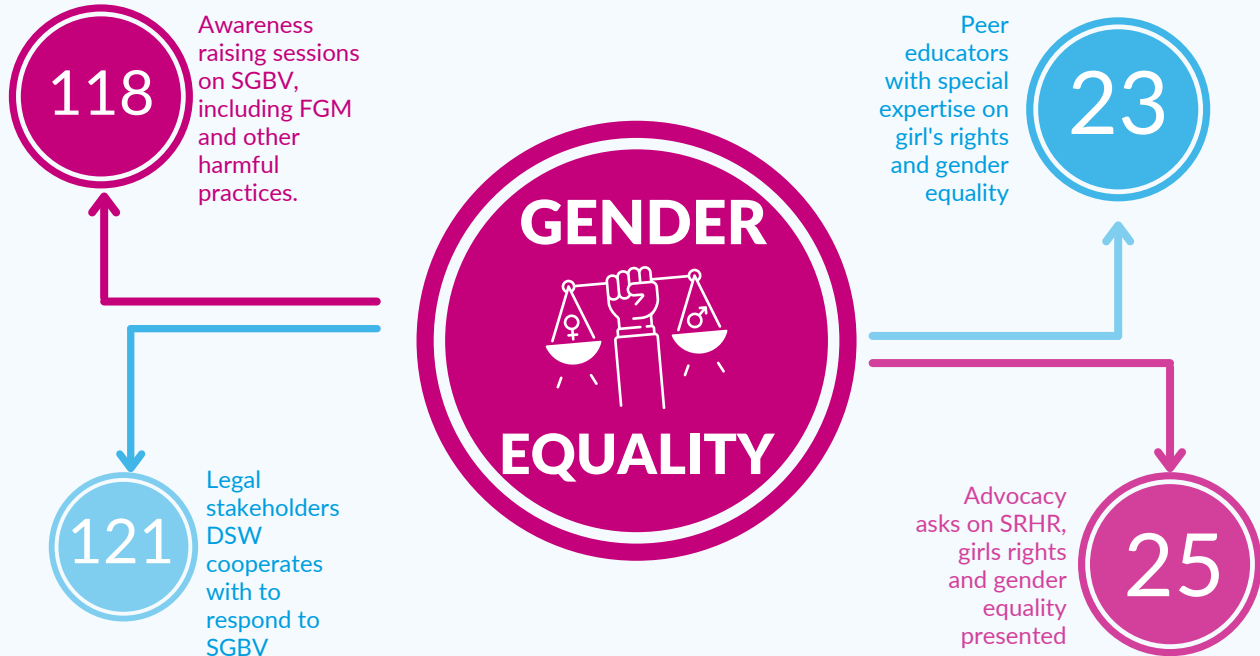 118
Awareness
raising sessions
on SGBV,
including FGM
and other
harmful
practices.
Peer
educators
with special
expertise on
girl's rights
and gender
equality
23
GENDER
EQUALITY
121
Legal
stakeholders
DSW
cooperates
with to
respond to
SGBV
Advocacy
asks on SRHR,
girls rights
and gender
equality
presented
25